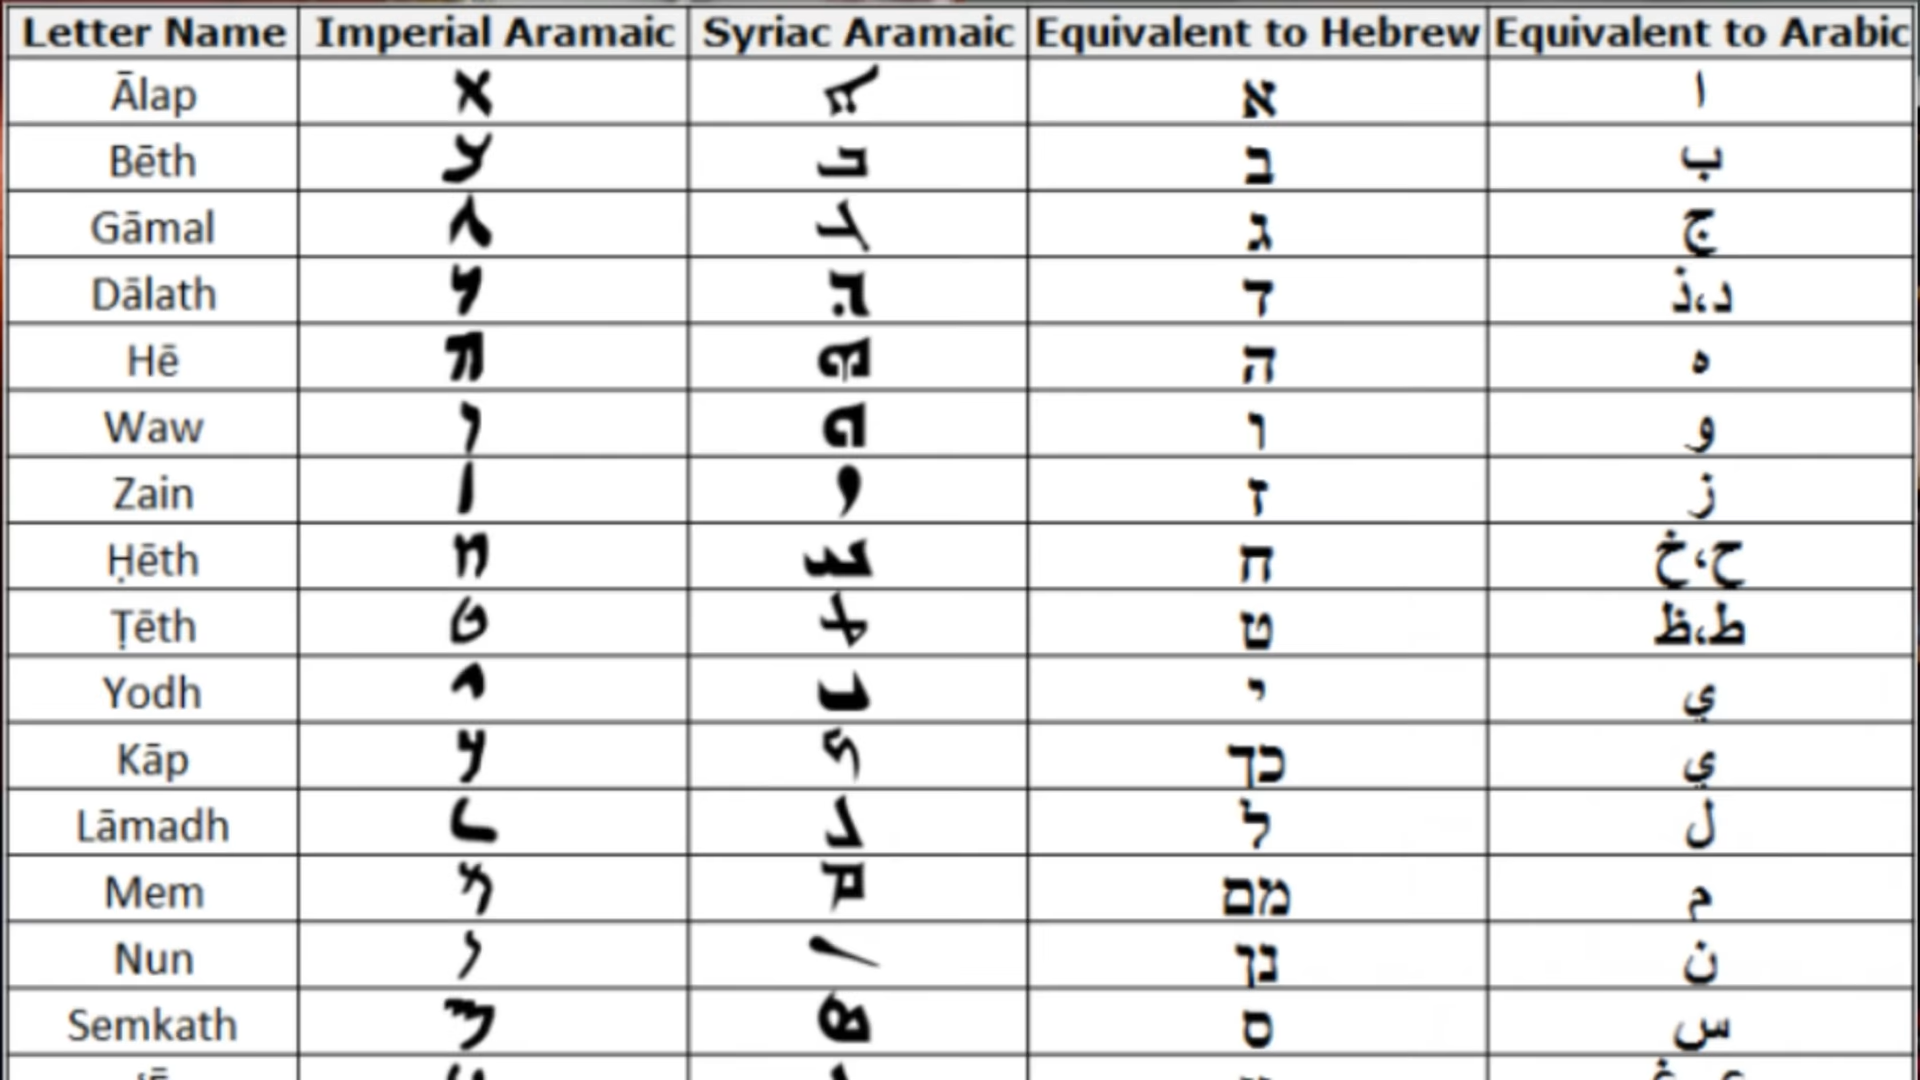 Letter Name Imperial Aramaic Syriac Aramaic Equivalent to Hebrew Equivalent to Arabic
Ālap 𐡀 ܐ א ا
Bēth 𐡁 ܒ ב ب
Gāmal 𐡂 ܓ ג ج
Dālath 𐡃 ܕ ד د،ذ
Hē 𐡄 ܗ ה ه
Waw 𐡅 ܘ ו و
Zain 𐡆 ܙ ז ز
Ḥēth 𐡇 ܚ ח ح،خ
Ṭēth 𐡈 ܛ ט ط،ظ
Yodh 𐡉 ܝ י ي
Kāp 𐡊 ܟ כך ي
Lāmadh 𐡋 ܠ ל ل
Mem 𐡌 ܡ מם م
Nun 𐡍 ܢ נן ن
Semkath 𐡎 ܣ ס س